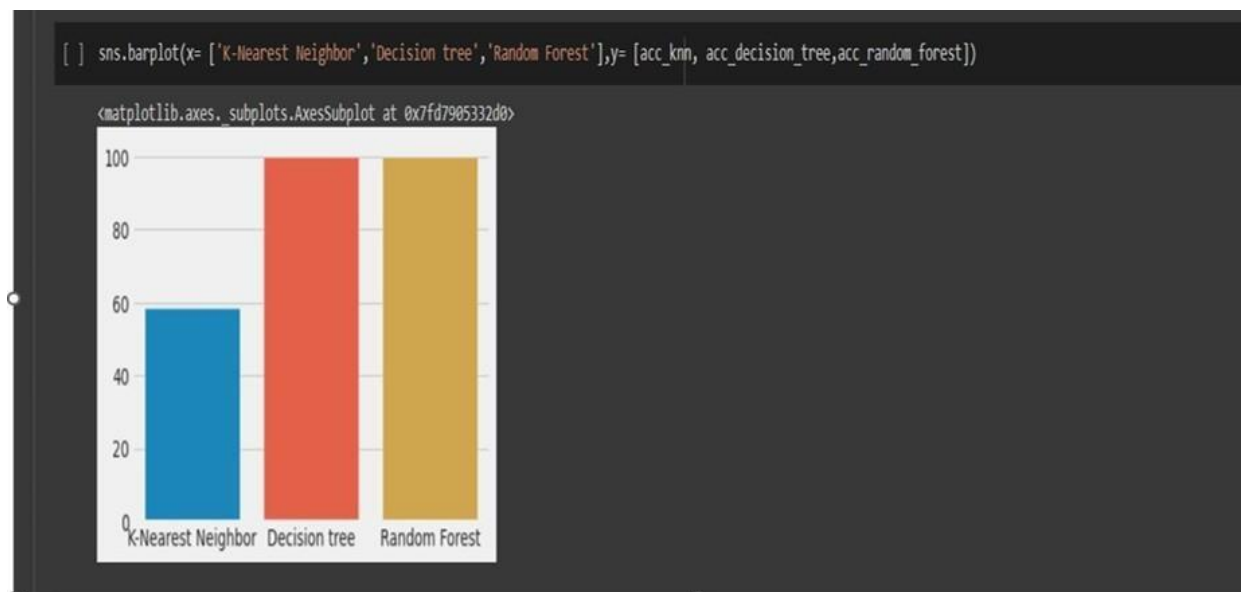 [ ] sns.barplot(x= ['K-Nearest Neighbor','Decision tree','Random Forest'],y= [acc_knn, acc_decision_tree,acc_random_forest])
<matplotlib.axes._subplots.AxesSubplot at 0x7fd7905332d0>
100
80
60
40
20
0
K-Nearest Neighbor Decision tree Random Forest